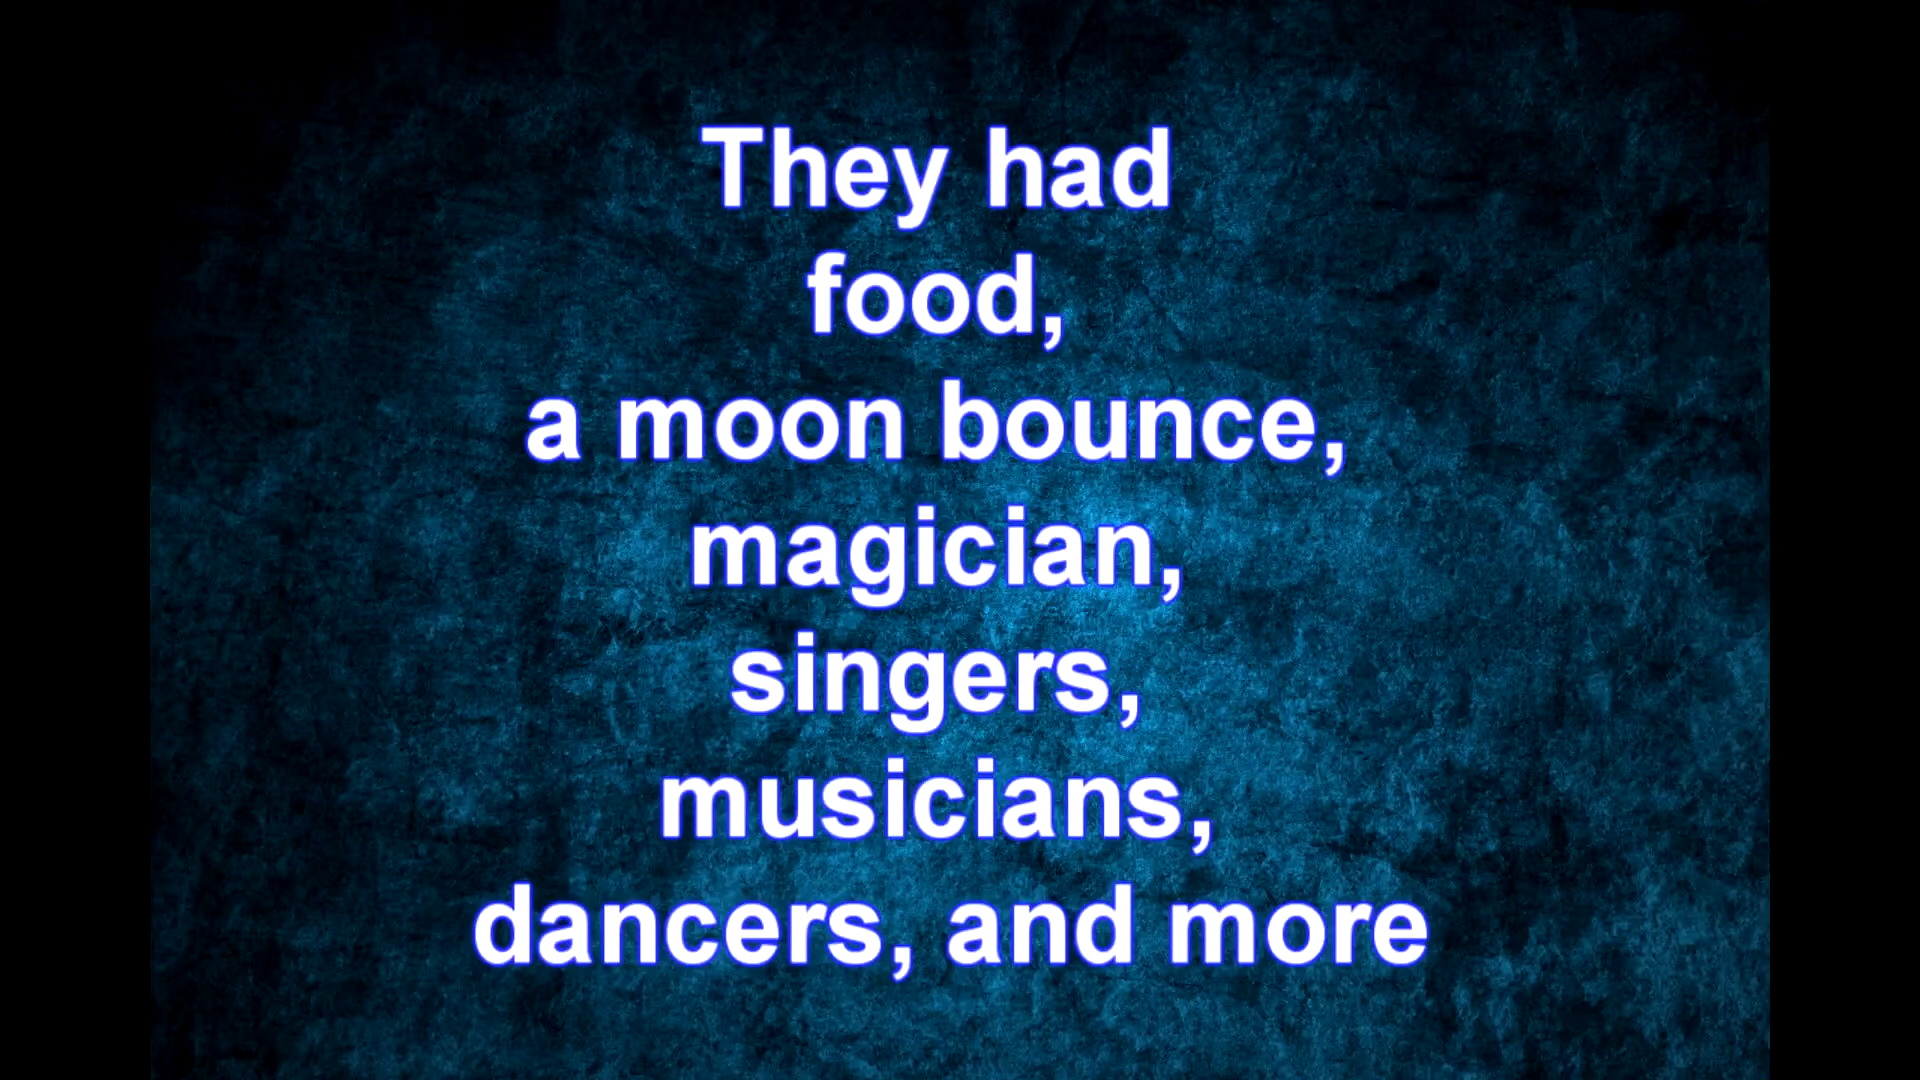 They had
food,
a moon bounce,
magician,
singers,
musicians,
dancers, and more